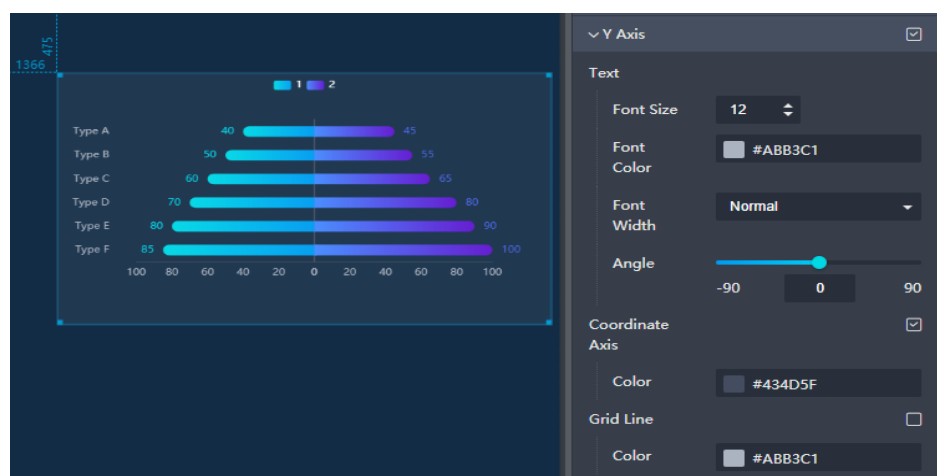 475
1366
1 2
Type A 40 45
Type B 50 55
Type C 60 65
Type D 70 80
Type E 80 90
Type F 85 100
100 80 60 40 20 0 20 40 60 80 100
Y Axis
Text
Font Size 12
Font
Color
#ABB3C1
Font
Width
Normal
Angle
-90 0 90
Coordinate
Axis
Color #434D5F
Grid Line
Color #ABB3C1